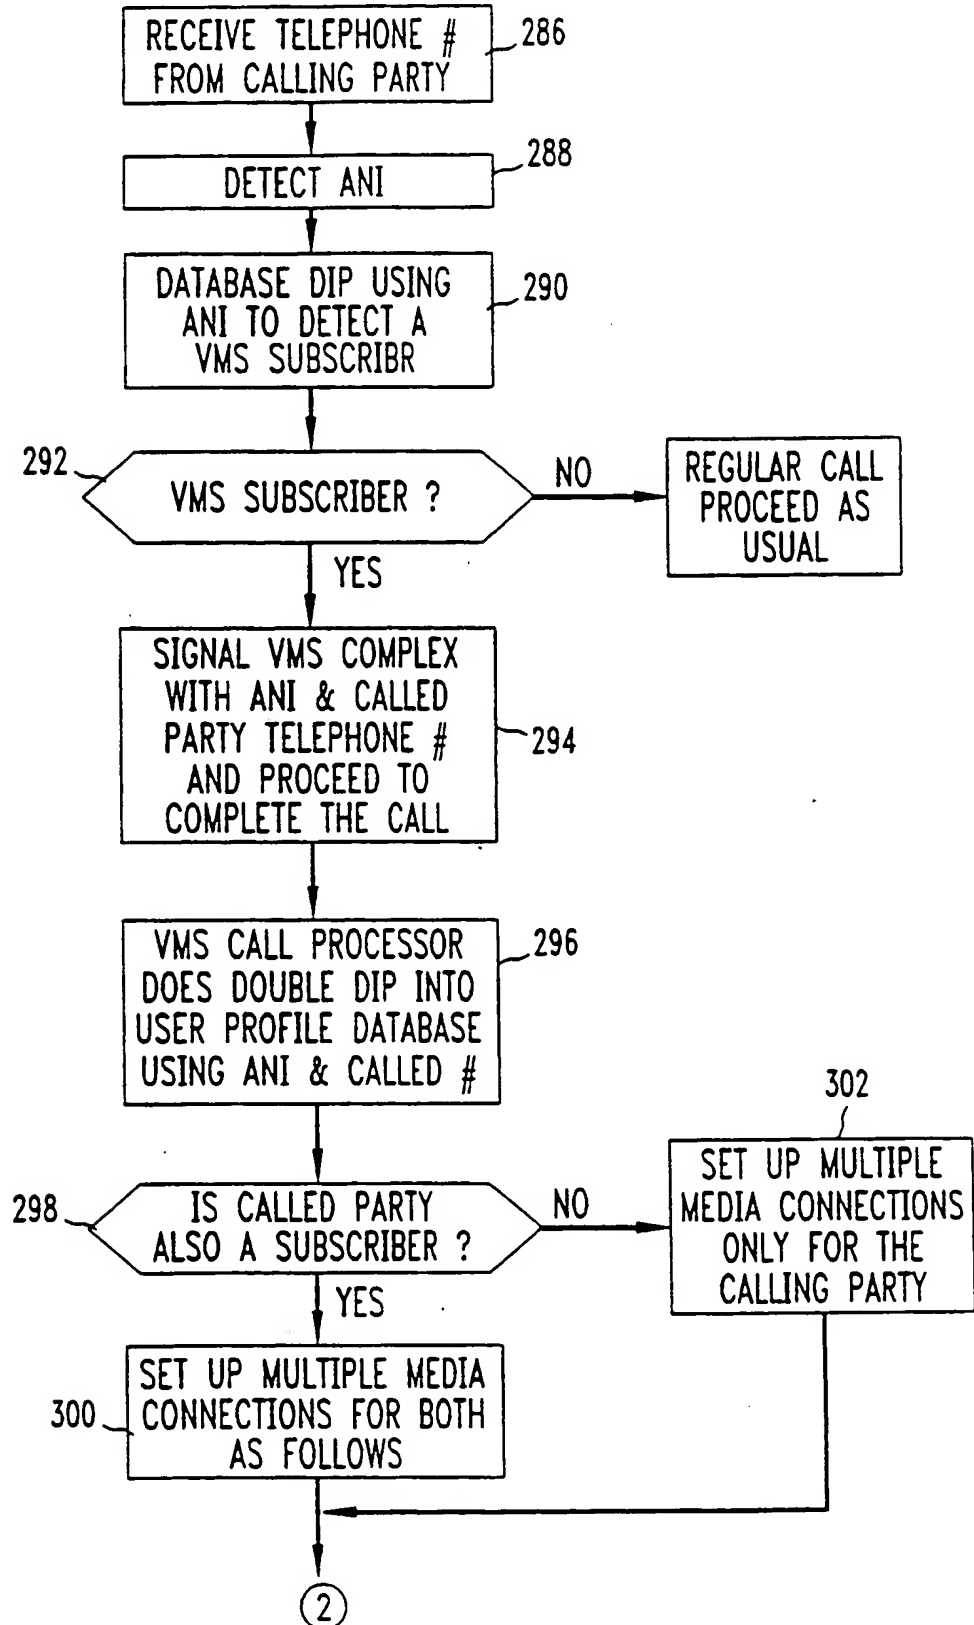 RECEIVE TELEPHONE #
FROM CALLING PARTY
286
DETECT ANI
288
DATABASE DIP USING
ANI TO DETECT A
VMS SUBSCRIBR
290
292
VMS SUBSCRIBER ?
NO
REGULAR CALL
PROCEED AS
USUAL
YES
SIGNAL VMS COMPLEX
WITH ANI & CALLED
PARTY TELEPHONE #
AND PROCEED TO
COMPLETE THE CALL
294
VMS CALL PROCESSOR
DOES DOUBLE DIP INTO
USER PROFILE DATABASE
USING ANI & CALLED #
296
298
IS CALLED PARTY
ALSO A SUBSCRIBER ?
NO
302
SET UP MULTIPLE
MEDIA CONNECTIONS
ONLY FOR THE
CALLING PARTY
YES
300
SET UP MULTIPLE MEDIA
CONNECTIONS FOR BOTH
AS FOLLOWS
2